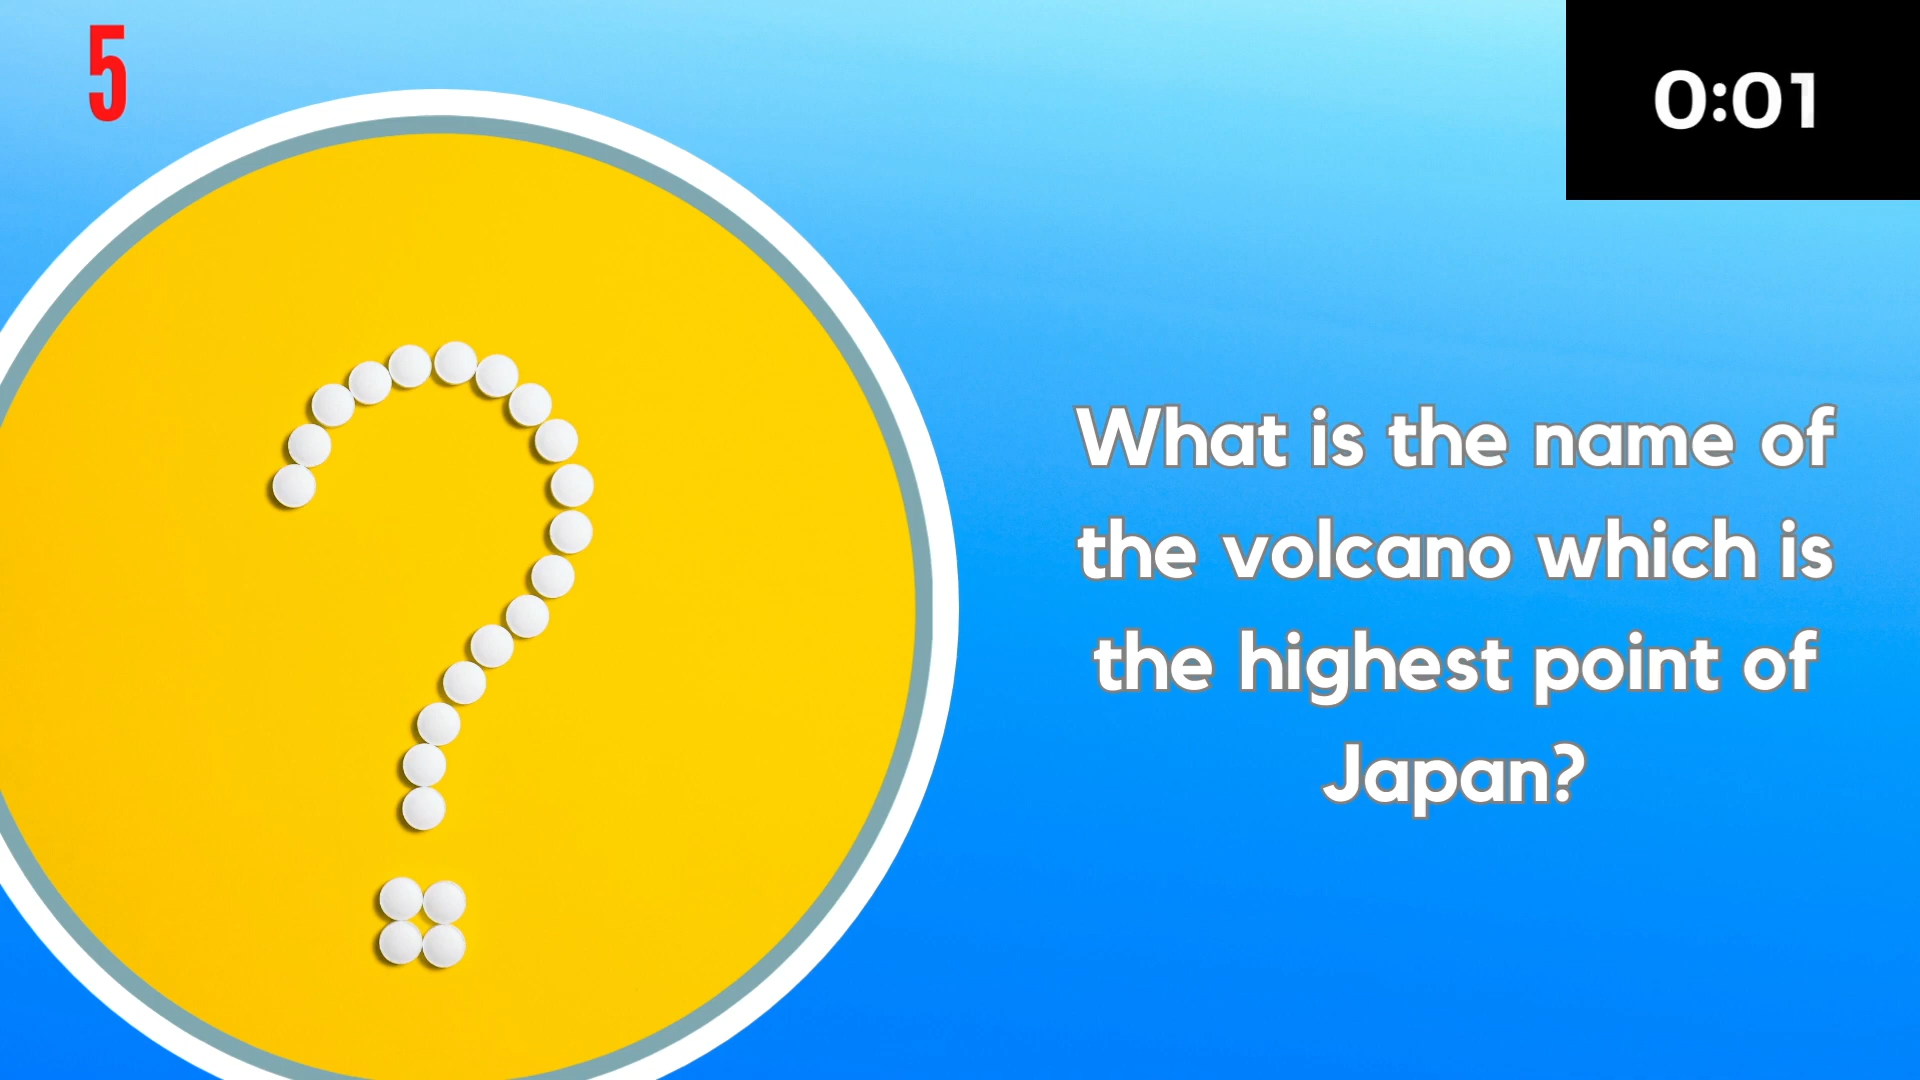 5
0:01
What is the name of
the volcano which is
the highest point of
Japan?